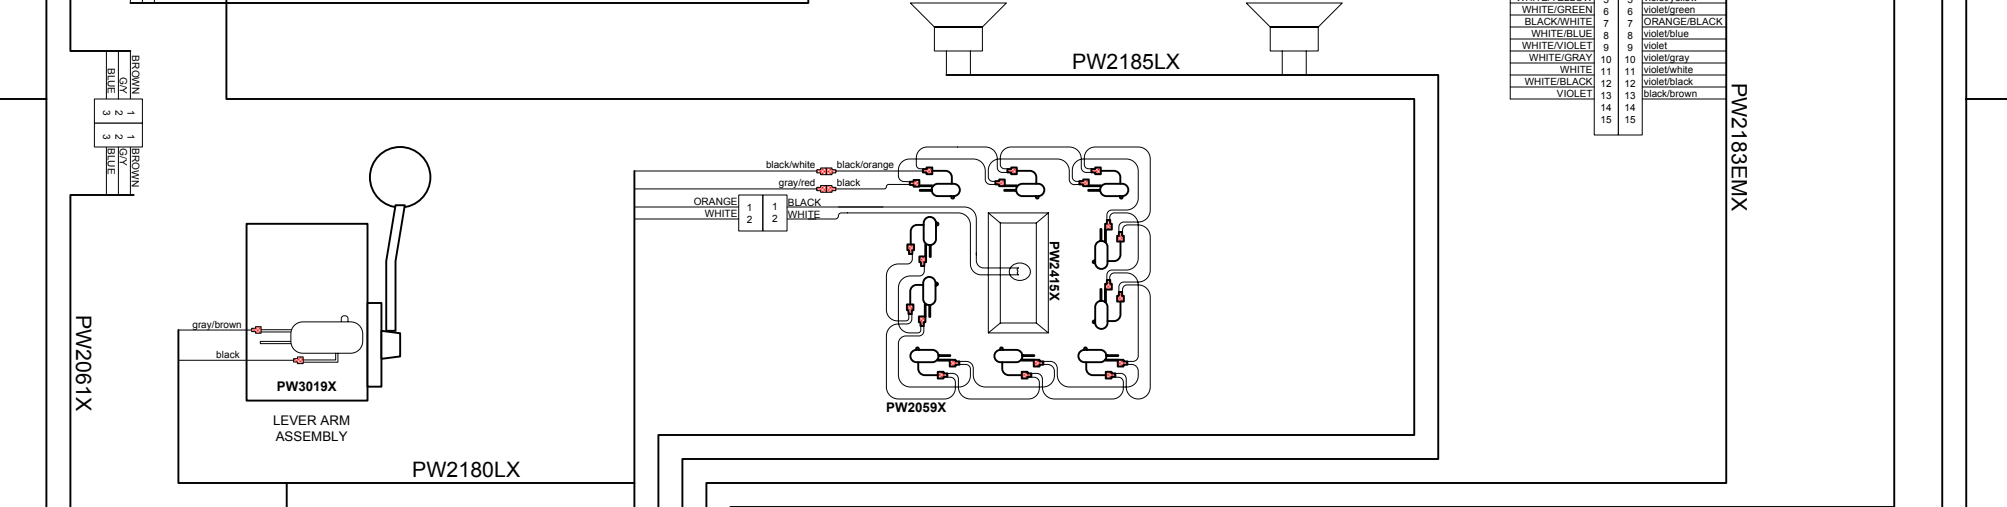 WHITE/GREEN 6 6 violet/green
BLACK/WHITE 7 7 ORANGE/BLACK
WHITE/BLUE 8 8 violet/blue
WHITE/VIOLET 9 9 violet
WHITE/GRAY 10 10 violet/gray
WHITE 11 11 violet/white
WHITE/BLACK 12 12 violet/black
VIOLET 13 13 black/brown
14 14
15 15
PW2185LX
PW2183EMX
BROWN
G/Y
BLUE
1
2
3
1
2
3
BROWN
G/Y
BLUE
PW2061X
black/white black/orange
gray/red black
ORANGE 1 1 BLACK
WHITE 2 2 WHITE
PW2415X
PW2059X
gray/brown
black
PW3019X
LEVER ARM
ASSEMBLY
PW2180LX